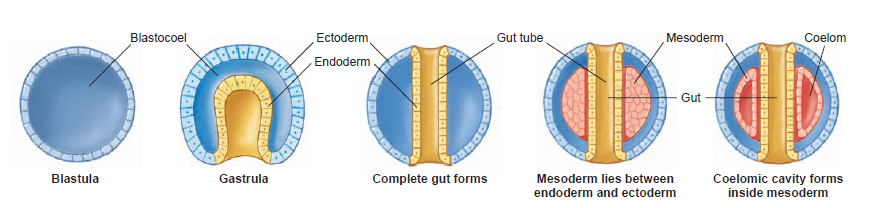 Blastocoel
Ectoderm
Endoderm
Gut tube
Mesoderm
Coelom
Gut
Blastula
Gastrula
Complete gut forms
Mesoderm lies between
endoderm and ectoderm
Coelomic cavity forms
inside mesoderm